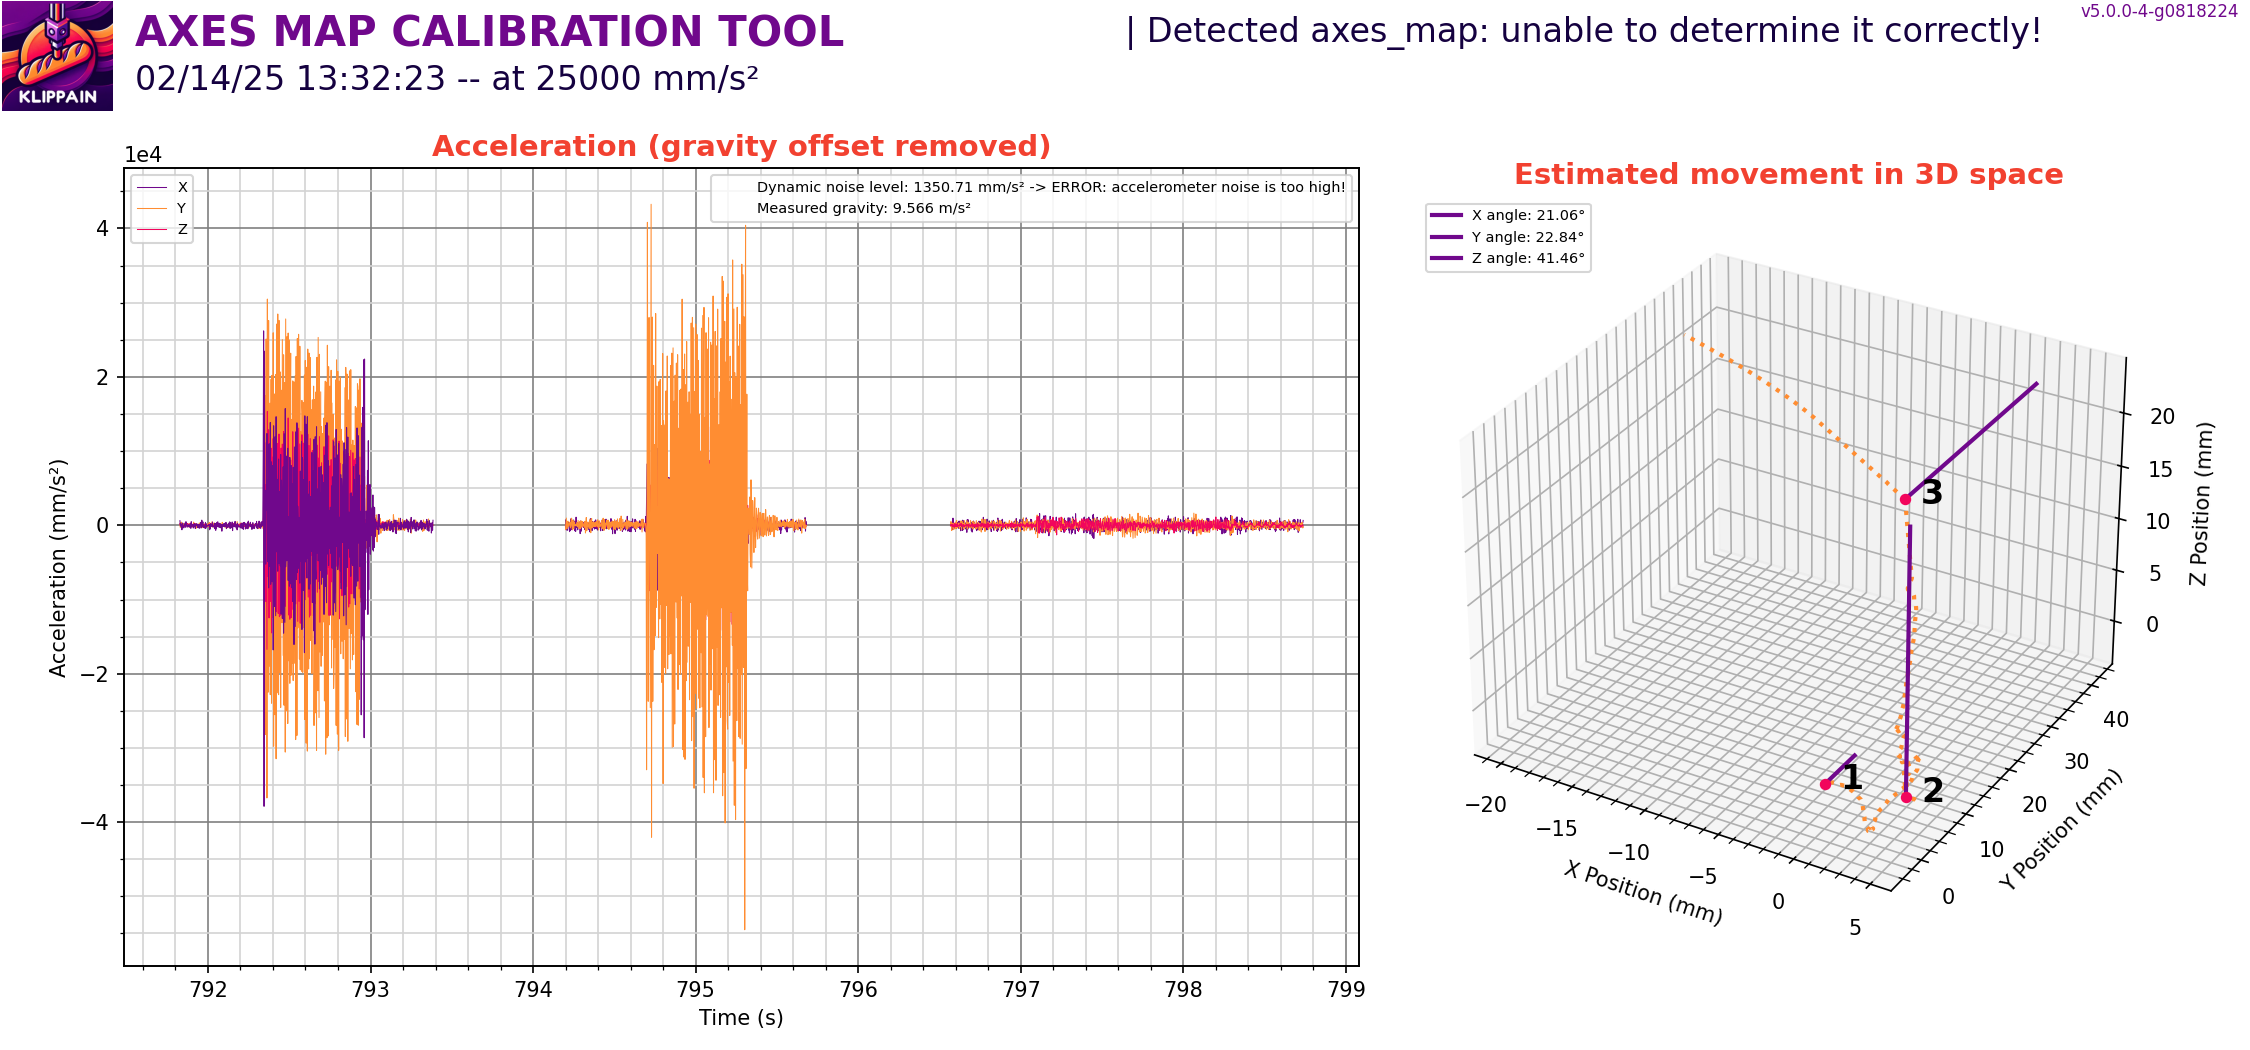 KLIPPAIN
AXES MAP CALIBRATION TOOL
02/14/25 13:32:23 -- at 25000 mm/s²
| Detected axes_map: unable to determine it correctly!
v5.0.0-4-g0818224
Acceleration (gravity offset removed)
1e4
X
Y
Z
Dynamic noise level: 1350.71 mm/s² -> ERROR: accelerometer noise is too high!
Measured gravity: 9.566 m/s²
Acceleration (mm/s²)
4
2
0
−2
−4
792
793
794
795
796
797
798
799
Time (s)
Estimated movement in 3D space
X angle: 21.06°
Y angle: 22.84°
Z angle: 41.46°
3
1
2
20
15
10
5
0
Z Position (mm)
40
30
20
10
0
Y Position (mm)
−20
−15
−10
−5
0
5
X Position (mm)